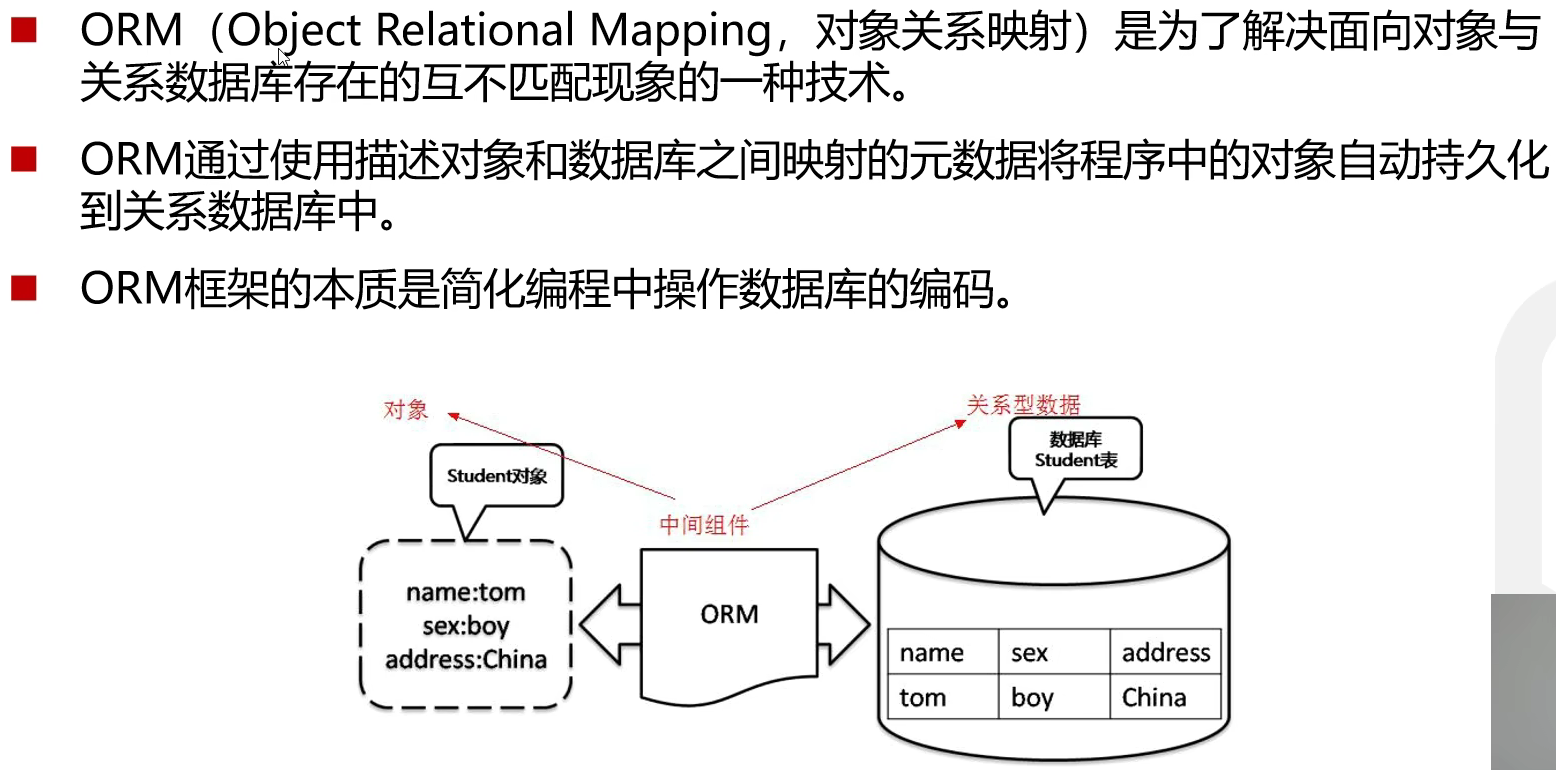 ORM（Object Relational Mapping，对象关系映射）是为了解决面向对象与
关系数据库存在的互不匹配现象的一种技术。
ORM通过使用描述对象和数据库之间映射的元数据将程序中的对象自动持久化
到关系数据库中。
ORM框架的本质是简化编程中操作数据库的编码。
对象
关系型数据
数据库
Student表
Student对象
中间组件
name:tom
sex:boy
address:China
ORM
name sex address
tom boy China